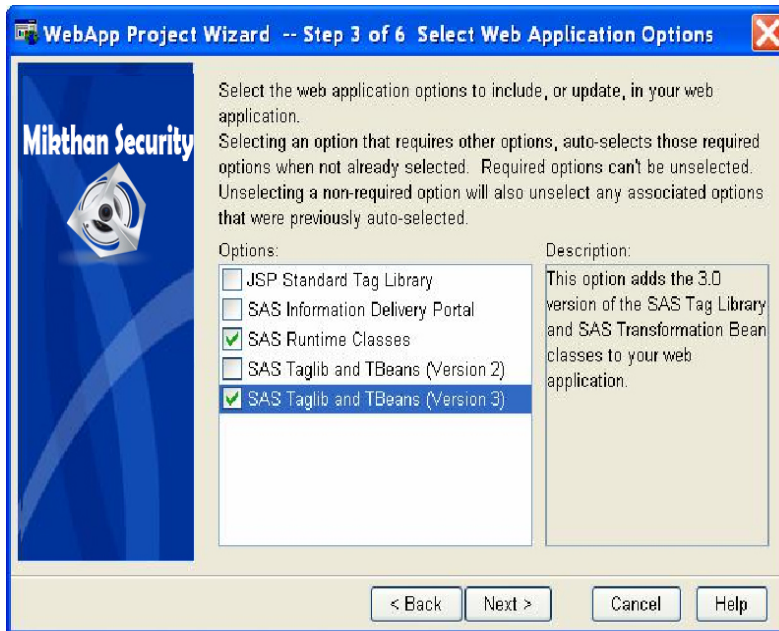 WebApp Project Wizard -- Step 3 of 6 Select Web Application Options
Mikthan Security
Select the web application options to include, or update, in your web
application.
Selecting an option that requires other options, auto-selects those required
options when not already selected. Required options can't be unselected.
Unselecting a non-required option will also unselect any associated options
that were previously auto-selected.
Options:
JSP Standard Tag Library
SAS Information Delivery Portal
SAS Runtime Classes
SAS Taglib and TBeans (Version 2)
SAS Taglib and TBeans (Version 3)
Description:
This option adds the 3.0
version of the SAS Tag Library
and SAS Transformation Bean
classes to your web
application.
< Back
Next >
Cancel
Help